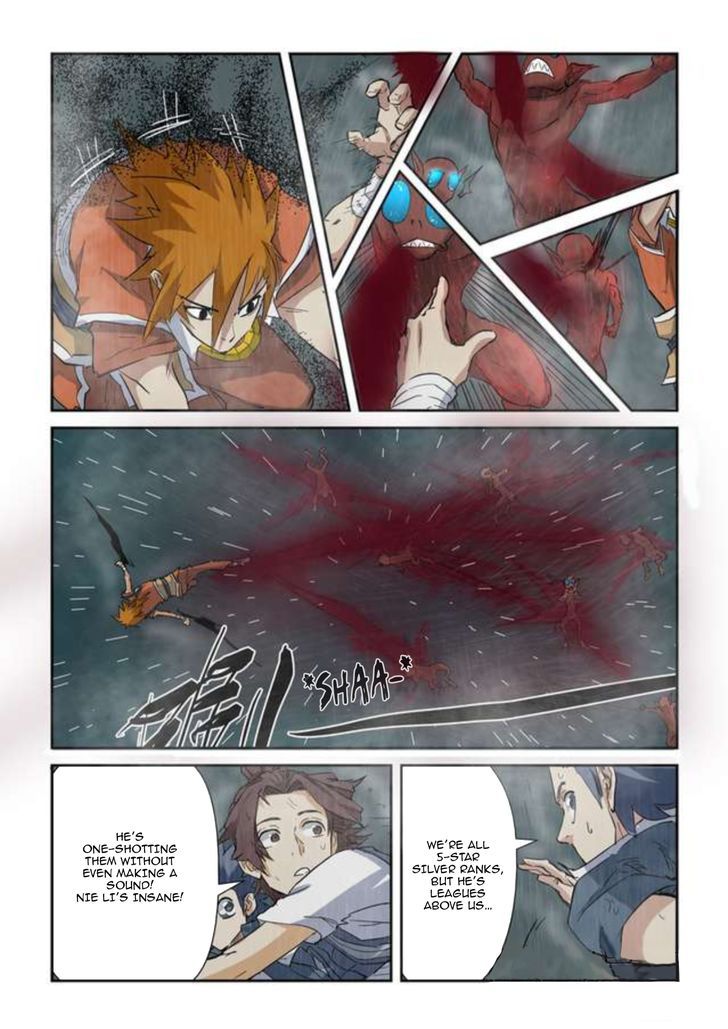 *SHAA-*
HE'S
ONE-SHOTTING
THEM WITHOUT
EVEN MAKING A
SOUND!
NIE LI'S INSANE!
WE'RE ALL
5-STAR
SILVER RANKS,
BUT HE'S
LEAGUES
ABOVE US...